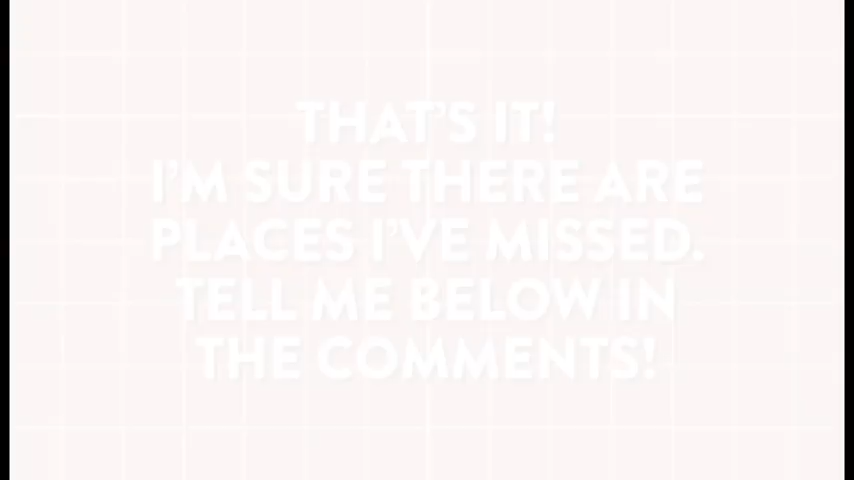 THAT'S IT!
I'M SURE THERE ARE
PLACES I'VE MISSED.
TELL ME BELOW IN
THE COMMENTS!